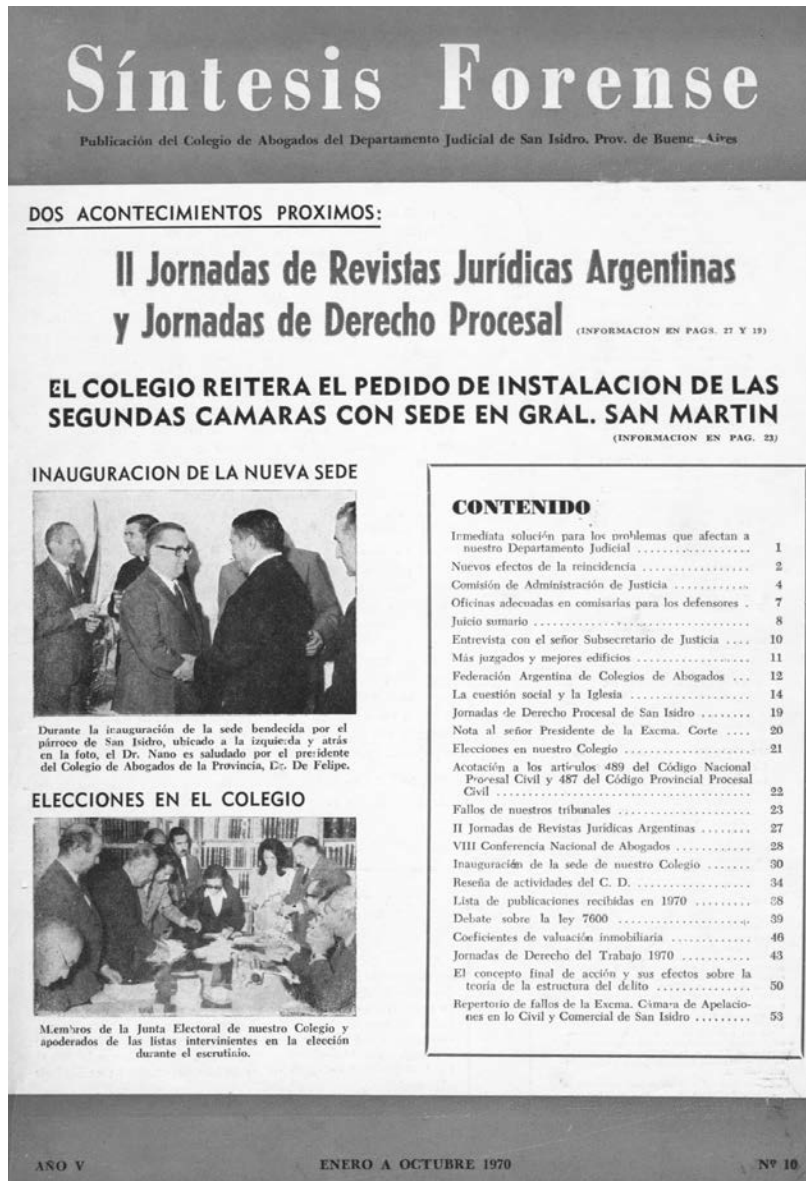 Síntesis Forense
Publicación del Colegio de Abogados del Departamento Judicial de San Isidro. Prov. de Buenos Aires
DOS ACONTECIMIENTOS PROXIMOS:
II Jornadas de Revistas Jurídicas Argentinas
y Jornadas de Derecho Procesal (INFORMACION EN PAGS. 27 Y 19)
EL COLEGIO REITERA EL PEDIDO DE INSTALACION DE LAS
SEGUNDAS CAMARAS CON SEDE EN GRAL. SAN MARTIN
(INFORMACION EN PAG. 23)
INAUGURACION DE LA NUEVA SEDE
Durante la inauguración de la sede bendecida por el
párroco de San Isidro, ubicado a la izquierda y atrás
en la foto, el Dr. Nano es saludado por el presidente
del Colegio de Abogados de la Provincia, Dr. De Felipe.
ELECCIONES EN EL COLEGIO
Miembros de la Junta Electoral de nuestro Colegio y
apoderados de las listas intervinientes en la elección
durante el escrutinio.
CONTENIDO
Inmediata solución para los problemas que afectan a
nuestro Departamento Judicial .................. 1
Nuevos efectos de la reincidencia .................. 2
Comisión de Administración de Justicia ............ 4
Oficinas adecuadas en comisarias para los defensores . 7
Juicio sumario .................................. 8
Entrevista con el señor Subsecretario de Justicia .... 10
Más juzgados y mejores edificios .................. 11
Federación Argentina de Colegios de Abogados ... 12
La cuestión social y la Iglesia .................... 14
Jornadas de Derecho Procesal de San Isidro ........ 19
Nota al señor Presidente de la Excma. Corte .... 20
Elecciones en nuestro Colegio .................... 21
Acotación a los artículos 489 del Código Nacional
Procesal Civil y 487 del Código Provincial Procesal
Civil ........................................ 22
Fallos de nuestros tribunales .................... 23
II Jornadas de Revistas Jurídicas Argentinas ........ 27
VIII Conferencia Nacional de Abogados ............ 28
Inauguración de la sede de nuestro Colegio ........ 30
Reseña de actividades del C. D. .................. 34
Lista de publicaciones recibidas en 1970 .......... 38
Debate sobre la ley 7600 ........................ 39
Coeficientes de valuación inmobiliaria ............ 46
Jornadas de Derecho del Trabajo 1970 ............ 43
El concepto final de acción y sus efectos sobre la
teoría de la estructura del delito .............. 50
Repertorio de fallos de la Excma. Cámara de Apelacio-
nes en lo Civil y Comercial de San Isidro ......... 53
AÑO V ENERO A OCTUBRE 1970 Nº 10